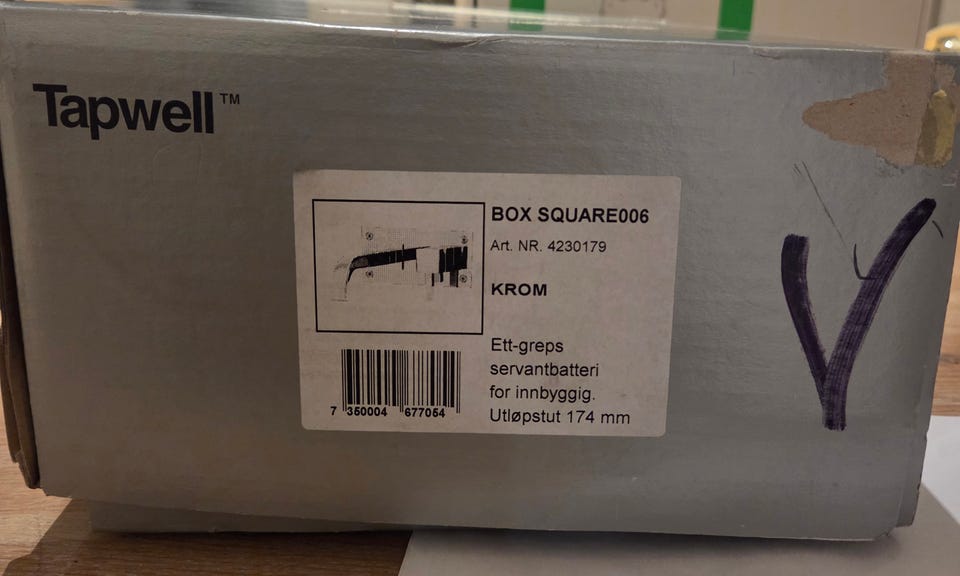 Tapwell™
BOX SQUARE006
Art. NR. 4230179
KROM
Ett-greps
servantbatteri
for innbyggig.
Utløpstut 174 mm
7 350004 677054
V